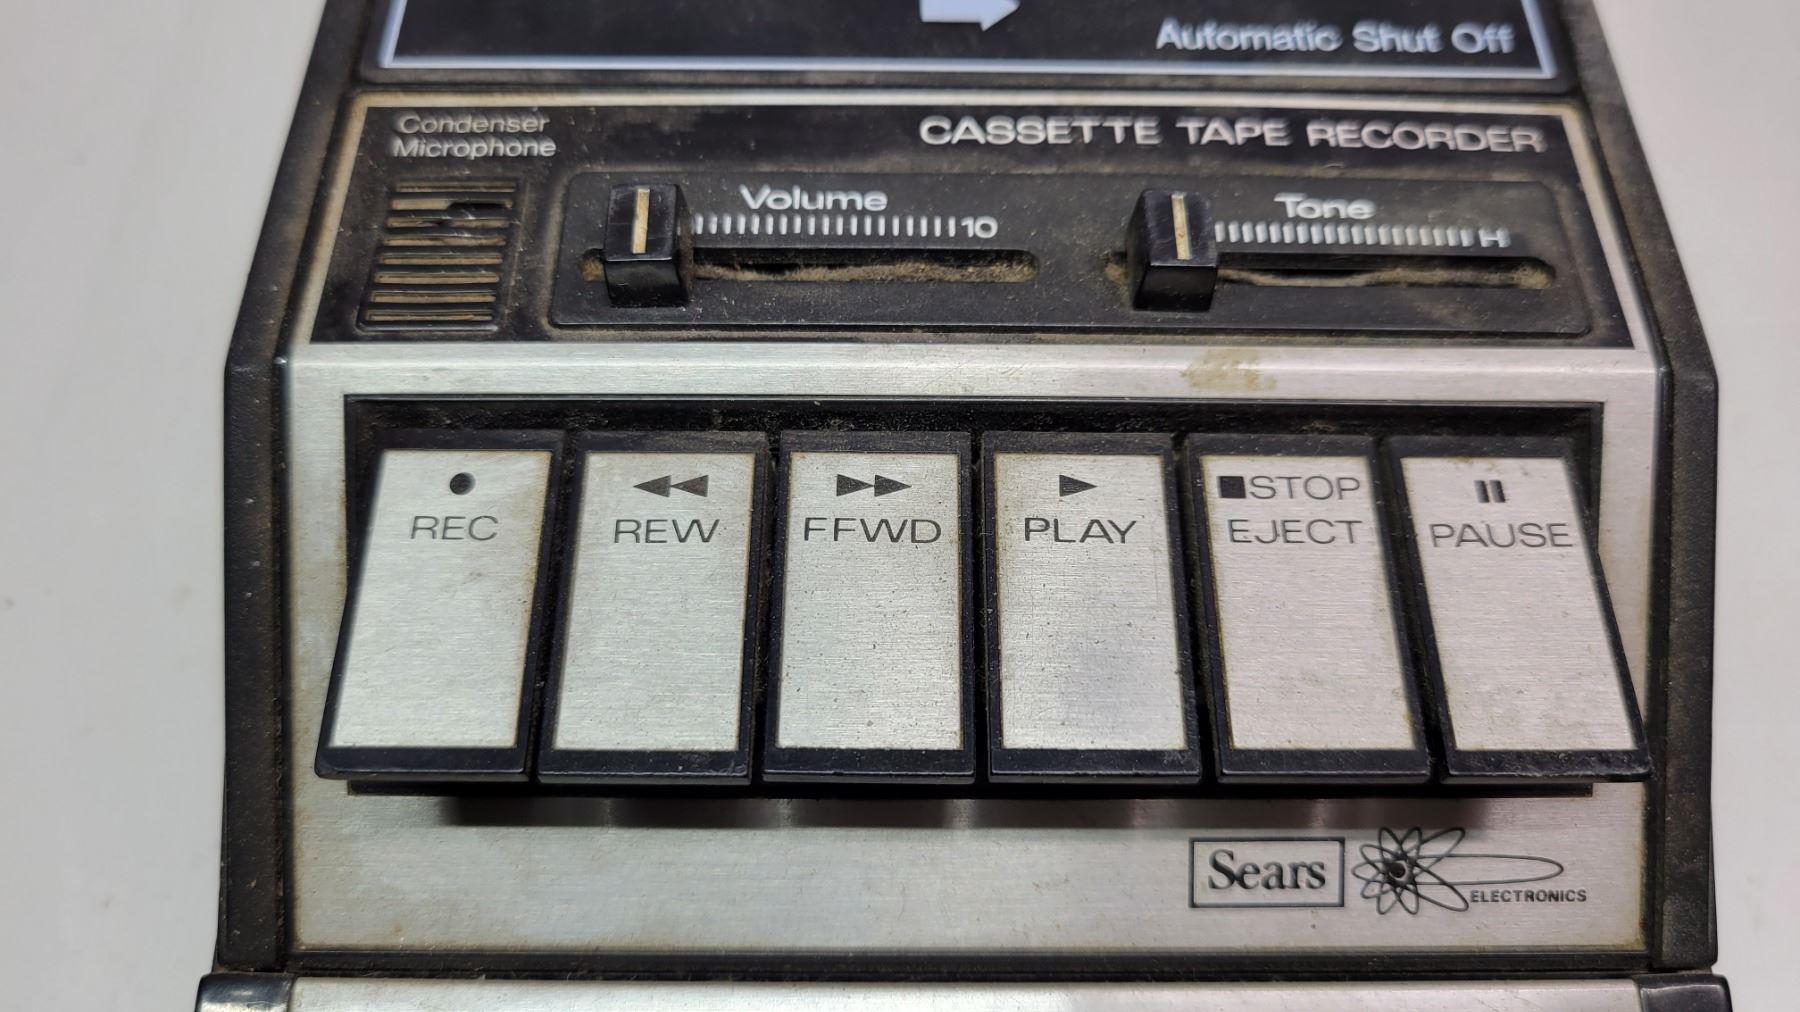 Automatic Shut Off
Condenser
Microphone
CASSETTE TAPE RECORDER
Volume
10
Tone
H
REC
REW
FFWD
PLAY
STOP
EJECT
PAUSE
Sears
ELECTRONICS